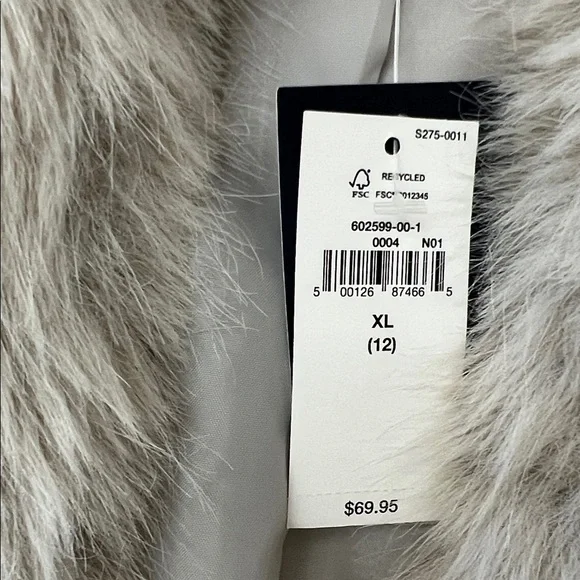 S275-0011
RECYCLED
FSC
602599-00-1
0004 N01
5 00126 87466 5
XL
(12)
$69.95